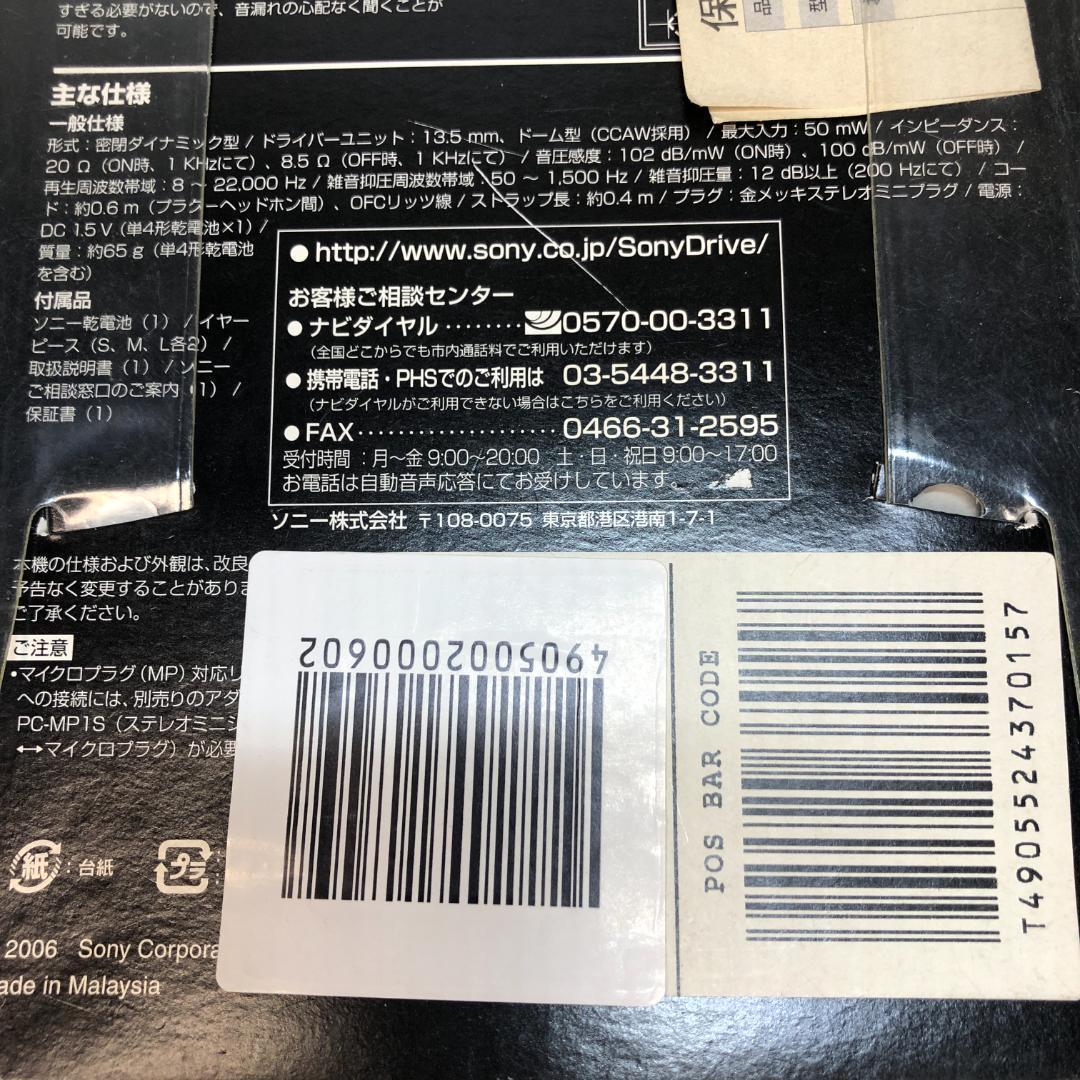 すぎる必要がないので、音漏れの心配なく聞くことが
可能です。
保
品
型
主な仕様
一般仕様
形式：密閉ダイナミック型 / ドライバーユニット：13.5 mm、ドーム型（CCAW採用） / 最大入力：50 mW / インピーダンス：
20 Ω（ON時、1 KHzにて）、8.5 Ω（OFF時、1 KHzにて） / 音圧感度：102 dB/mW（ON時）、100 dB/mW（OFF時） /
再生周波数帯域：8 ～ 22,000 Hz / 雑音抑圧周波数帯域：50 ～ 1,500 Hz / 雑音抑圧量：12 dB以上（200 Hzにて） / コー
ド：約0.6 m（プラグーヘッドホン間）、OFCリッツ線 / ストラップ長：約0.4 m / プラグ：金メッキステレオミニプラグ / 電源：
DC 1.5 V（単4形乾電池×1）/
質量：約65 g（単4形乾電池
を含む）
付属品
ソニー乾電池（1） / イヤー
ピース（S、M、L各2） /
取扱説明書（1） / ソニー
ご相談窓口のご案内（1） /
保証書（1）
●http://www.sony.co.jp/SonyDrive/
お客様ご相談センター
●ナビダイヤル ········ 0570-00-3311
（全国どこからでも市内通話料でご利用いただけます）
●携帯電話・PHSでのご利用は 03-5448-3311
（ナビダイヤルがご利用できない場合はこちらをご利用ください）
●FAX···················· 0466-31-2595
受付時間 ：月～金 9:00～20:00 土・日・祝日 9:00～17:00
お電話は自動音声応答にてお受けしています。
ソニー株式会社 〒108-0075 東京都港区港南1-7-1
本機の仕様および外観は、改良
予告なく変更することがありま
ご了承ください。
ご注意
・マイクロプラグ（MP）対応リ
への接続には、別売りのアダ
PC-MP1S（ステレオミニジ
↔マイクロプラグ）が必要
紙：台紙
プラ：
2006 Sony Corpora
ade in Malaysia
4905002000602
POS BAR CODE
T4905524370157